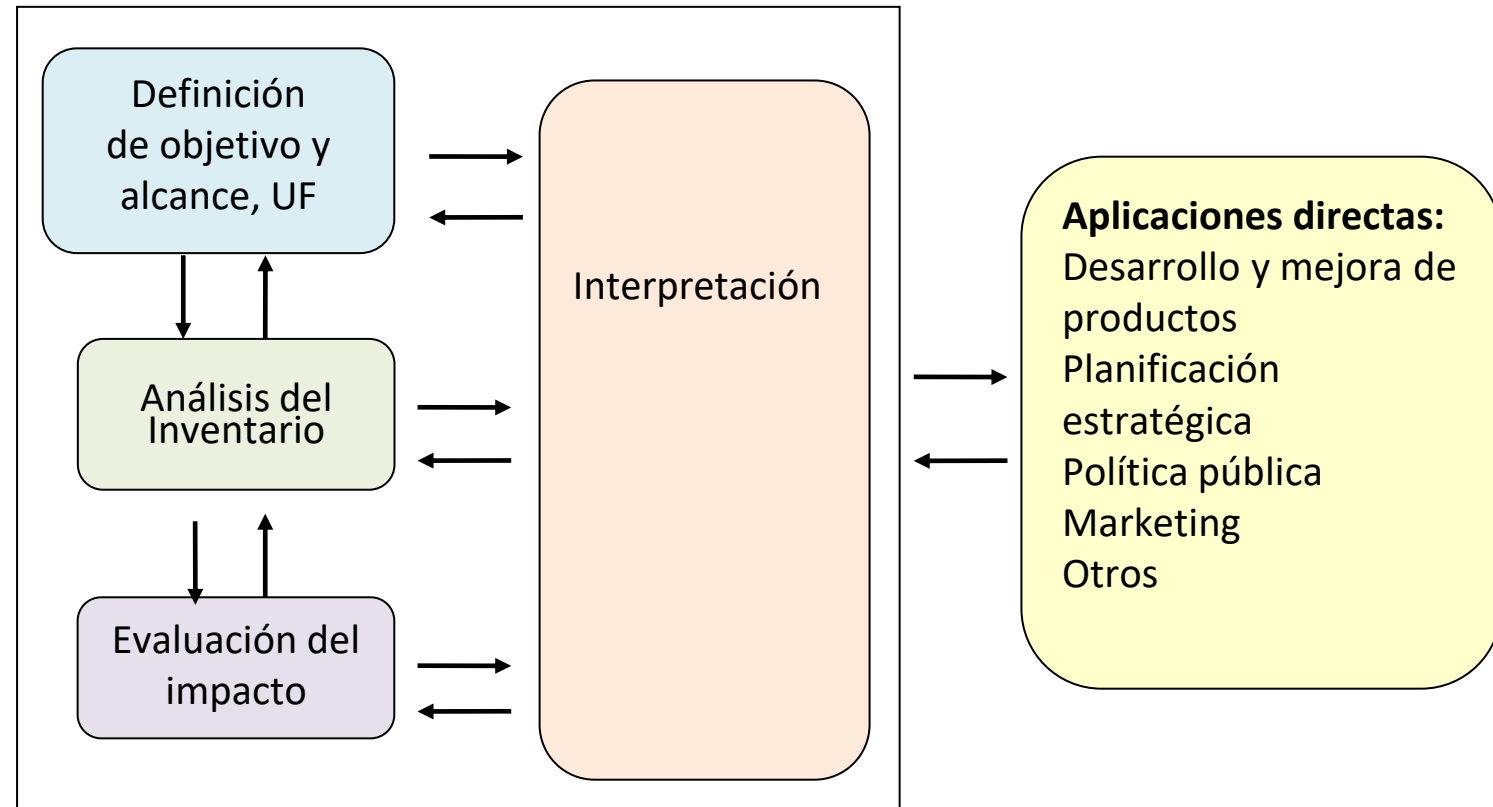 Definición
de objetivo y
alcance, UF
Análisis del
Inventario
Evaluación del
impacto
Interpretación
Aplicaciones directas:
Desarrollo y mejora de
productos
Planificación
estratégica
Política pública
Marketing
Otros